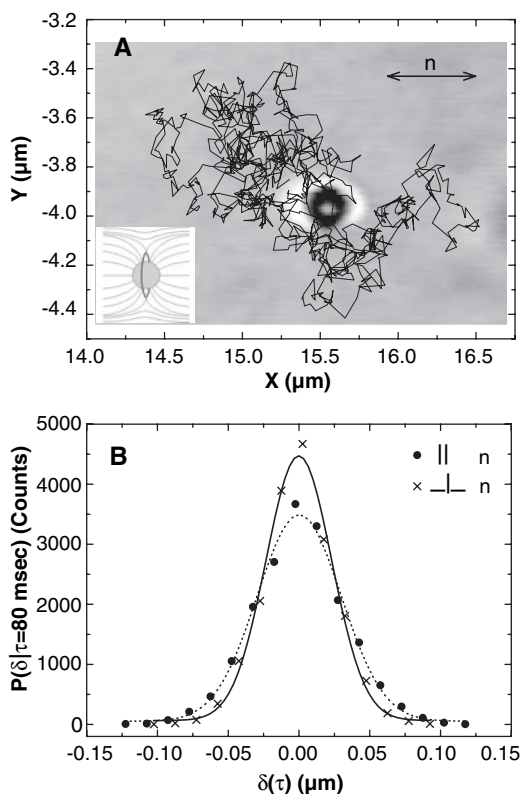 A
n
-3.2
-3.4
-3.6
-3.8
-4.0
-4.2
-4.4
Y (µm)
14.0 14.5 15.0 15.5 16.0 16.5
X (µm)
B
|| n
⊥ n
5000
4000
3000
2000
1000
0
P(δ|τ=80 msec) (Counts)
-0.15 -0.10 -0.05 0.00 0.05 0.10 0.15
δ(τ) (µm)